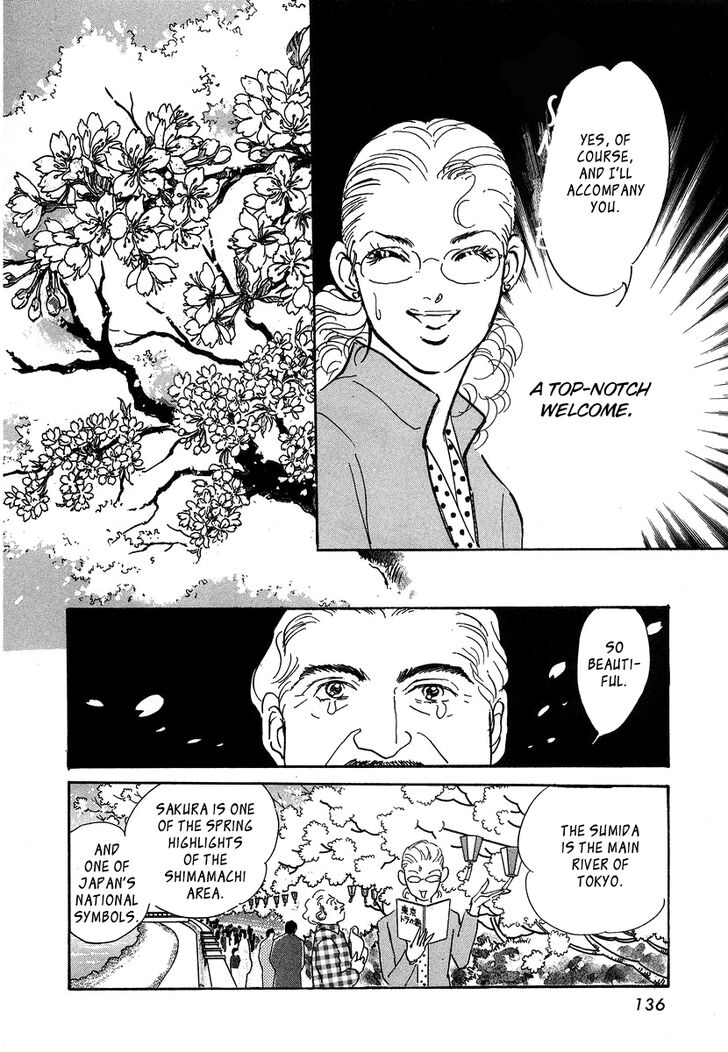 YES, OF
COURSE,
AND I'LL
ACCOMPANY
YOU.
A TOP-NOTCH
WELCOME.
SO
BEAUTI-
FUL.
THE SUMIDA
IS THE MAIN
RIVER OF
TOKYO.
SAKURA IS ONE
OF THE SPRING
HIGHLIGHTS
OF THE
SHIMAMACHI
AREA.
AND
ONE OF
JAPAN'S
NATIONAL
SYMBOLS.
東京
136